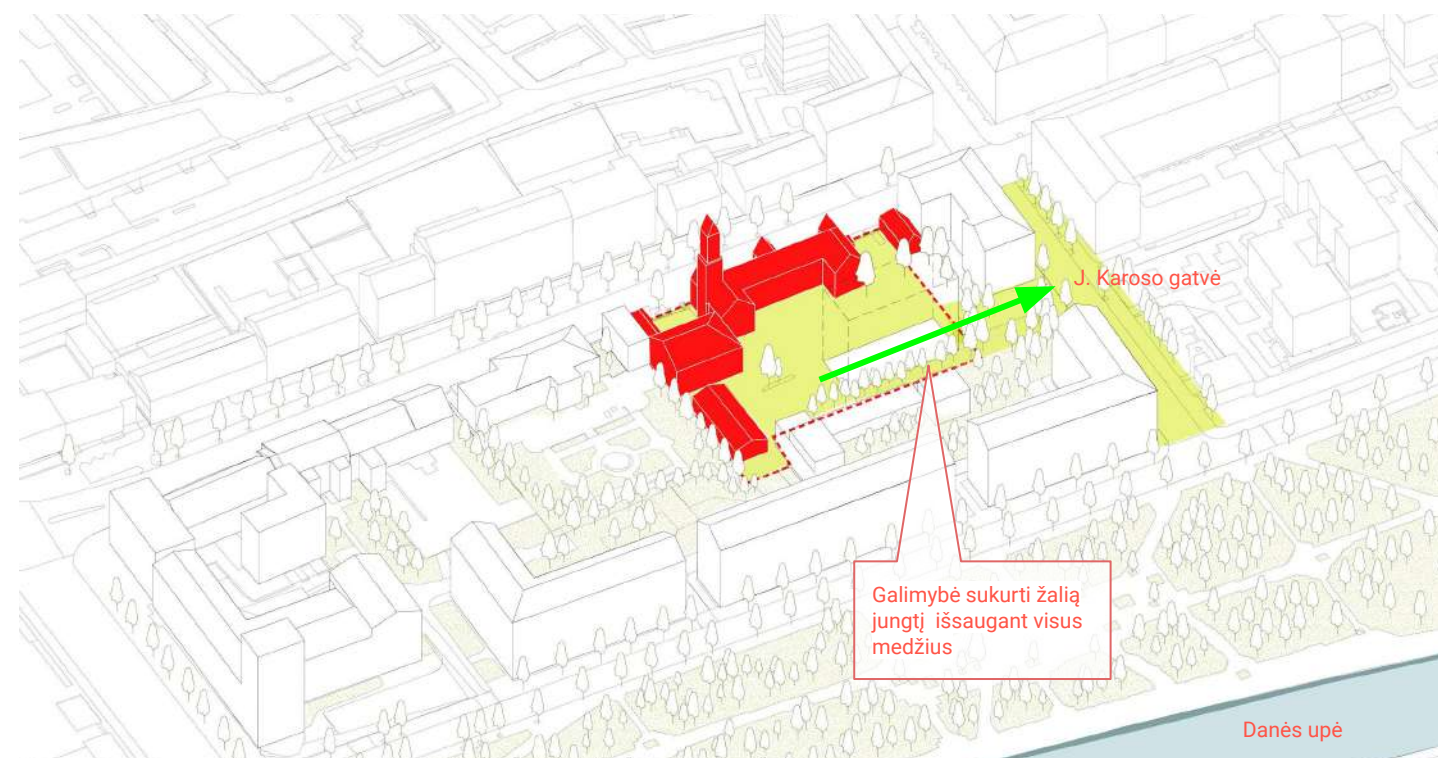 J. Karoso gatvė
Galimybė sukurti žalią
jungtį išsaugant visus
medžius
Danės upė